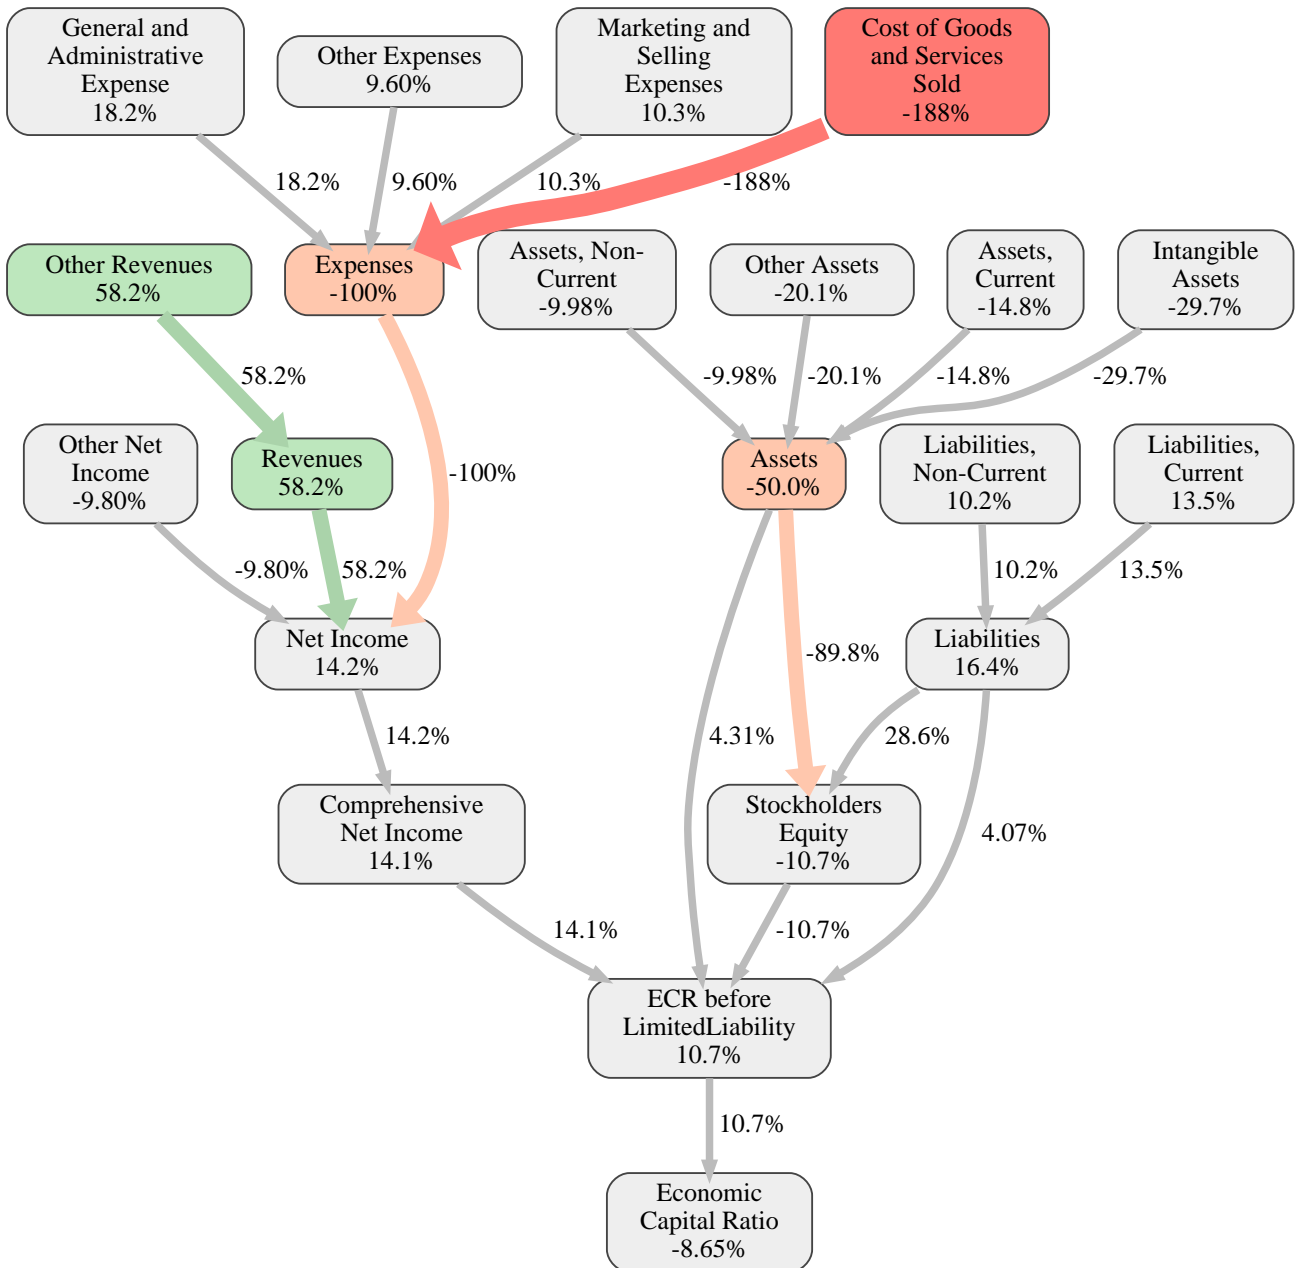 General and
Administrative
Expense
18.2%
Other Expenses
9.60%
Marketing and
Selling
Expenses
10.3%
Cost of Goods
and Services
Sold
-188%
18.2%
9.60%
10.3%
-188%
Other Revenues
58.2%
Expenses
-100%
Assets, Non-
Current
-9.98%
Other Assets
-20.1%
Assets,
Current
-14.8%
Intangible
Assets
-29.7%
58.2%
-9.98%
-20.1%
-14.8%
-29.7%
Other Net
Income
-9.80%
Revenues
58.2%
-100%
Assets
-50.0%
Liabilities,
Non-Current
10.2%
Liabilities,
Current
13.5%
-9.80%
58.2%
10.2%
13.5%
Net Income
14.2%
-89.8%
Liabilities
16.4%
14.2%
4.31%
28.6%
Comprehensive
Net Income
14.1%
Stockholders
Equity
-10.7%
4.07%
14.1%
-10.7%
ECR before
LimitedLiability
10.7%
10.7%
Economic
Capital Ratio
-8.65%